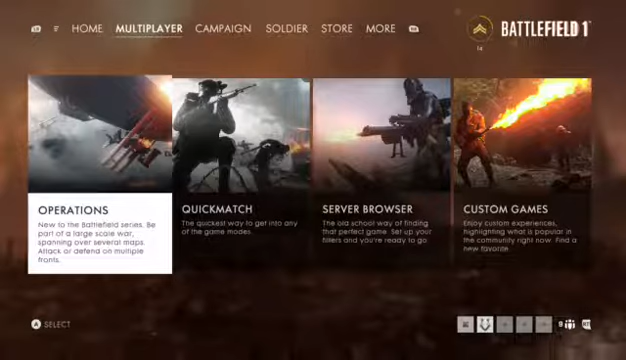 HOME MULTIPLAYER CAMPAIGN SOLDIER STORE MORE
BATTLEFIELD 1
14
OPERATIONS
New to the Battlefield series. Be
part of a large scale war,
spanning over several maps.
Attack or defend on multiple
fronts.
QUICKMATCH
The quickest way to get into any
of the game modes.
SERVER BROWSER
The old school way of finding
that perfect game. Set up your
filters and you're ready to go.
CUSTOM GAMES
Enjoy custom experiences,
highlighting what is popular in
the community right now. Find a
new favorite.
A SELECT